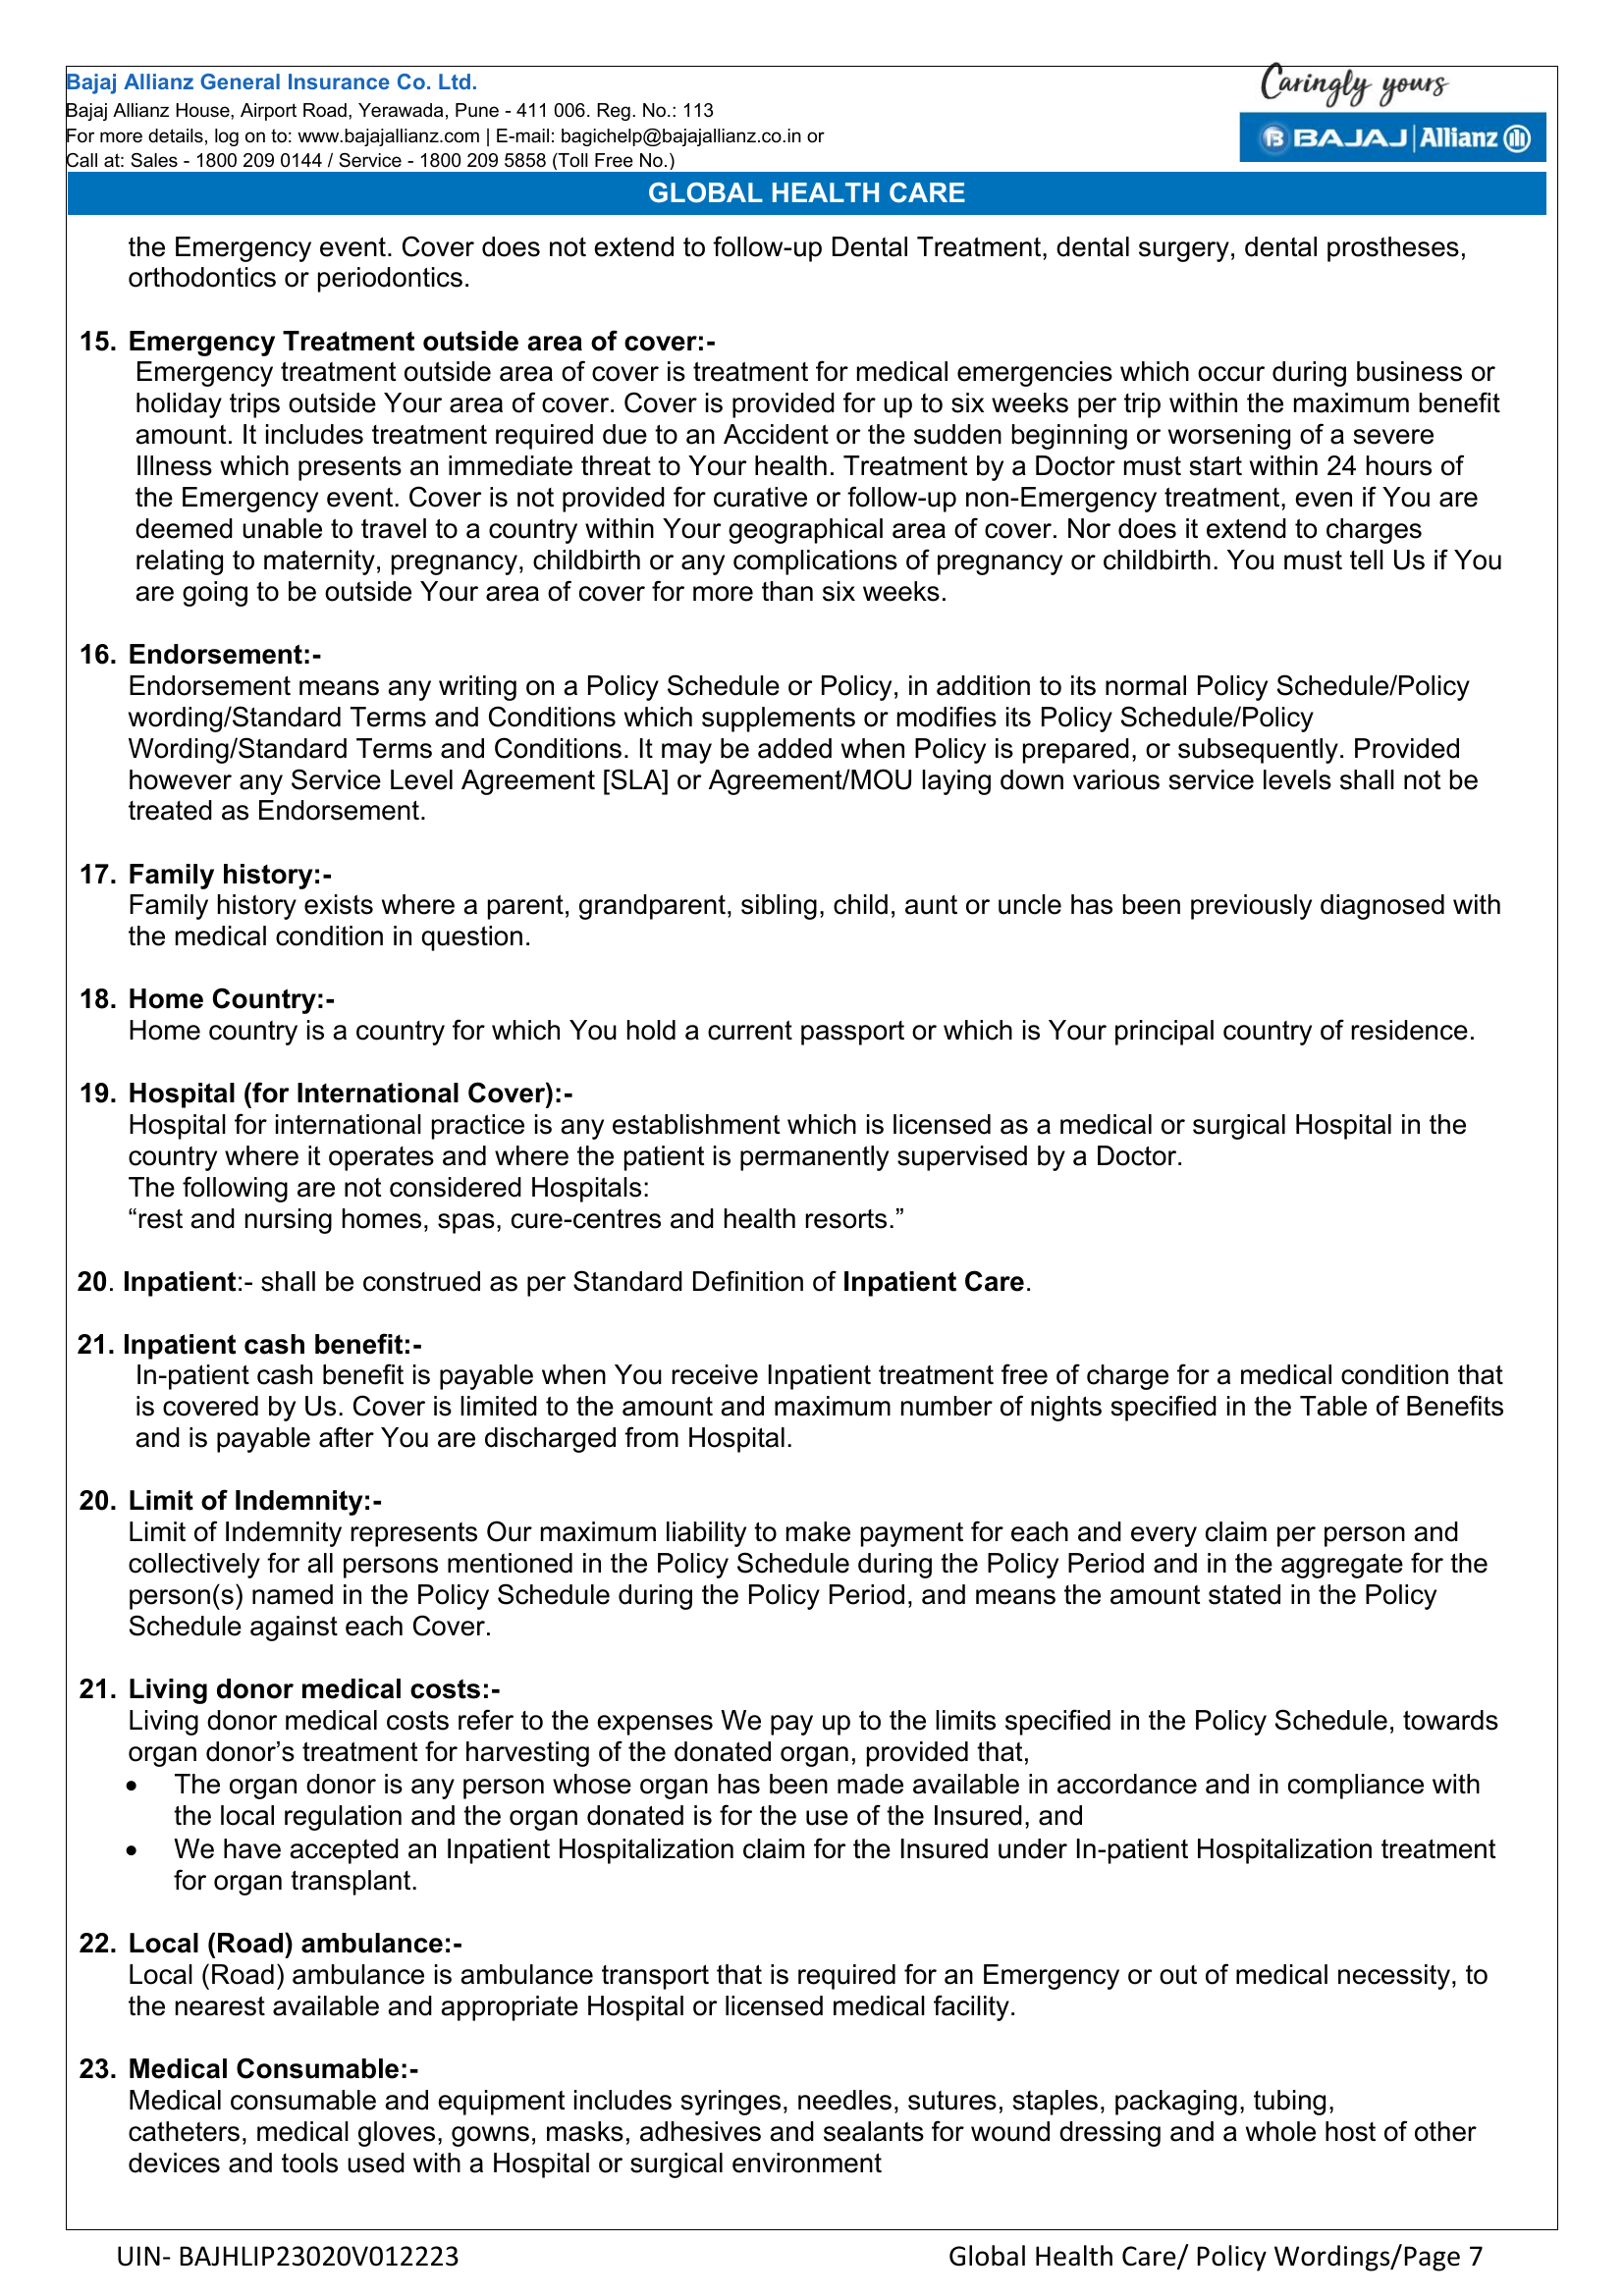 Bajaj Allianz General Insurance Co. Ltd.
Bajaj Allianz House, Airport Road, Yerawada, Pune - 411 006. Reg. No.: 113
For more details, log on to: www.bajajallianz.com | E-mail: bagichelp@bajajallianz.co.in or
Call at: Sales - 1800 209 0144 / Service - 1800 209 5858 (Toll Free No.)
Caringly yours
BAJAJ | Allianz
GLOBAL HEALTH CARE
the Emergency event. Cover does not extend to follow-up Dental Treatment, dental surgery, dental prostheses,
orthodontics or periodontics.
15. Emergency Treatment outside area of cover:-
Emergency treatment outside area of cover is treatment for medical emergencies which occur during business or
holiday trips outside Your area of cover. Cover is provided for up to six weeks per trip within the maximum benefit
amount. It includes treatment required due to an Accident or the sudden beginning or worsening of a severe
Illness which presents an immediate threat to Your health. Treatment by a Doctor must start within 24 hours of
the Emergency event. Cover is not provided for curative or follow-up non-Emergency treatment, even if You are
deemed unable to travel to a country within Your geographical area of cover. Nor does it extend to charges
relating to maternity, pregnancy, childbirth or any complications of pregnancy or childbirth. You must tell Us if You
are going to be outside Your area of cover for more than six weeks.
16. Endorsement:-
Endorsement means any writing on a Policy Schedule or Policy, in addition to its normal Policy Schedule/Policy
wording/Standard Terms and Conditions which supplements or modifies its Policy Schedule/Policy
Wording/Standard Terms and Conditions. It may be added when Policy is prepared, or subsequently. Provided
however any Service Level Agreement [SLA] or Agreement/MOU laying down various service levels shall not be
treated as Endorsement.
17. Family history:-
Family history exists where a parent, grandparent, sibling, child, aunt or uncle has been previously diagnosed with
the medical condition in question.
18. Home Country:-
Home country is a country for which You hold a current passport or which is Your principal country of residence.
19. Hospital (for International Cover):-
Hospital for international practice is any establishment which is licensed as a medical or surgical Hospital in the
country where it operates and where the patient is permanently supervised by a Doctor.
The following are not considered Hospitals:
“rest and nursing homes, spas, cure-centres and health resorts.”
20. Inpatient:- shall be construed as per Standard Definition of Inpatient Care.
21. Inpatient cash benefit:-
In-patient cash benefit is payable when You receive Inpatient treatment free of charge for a medical condition that
is covered by Us. Cover is limited to the amount and maximum number of nights specified in the Table of Benefits
and is payable after You are discharged from Hospital.
20. Limit of Indemnity:-
Limit of Indemnity represents Our maximum liability to make payment for each and every claim per person and
collectively for all persons mentioned in the Policy Schedule during the Policy Period and in the aggregate for the
person(s) named in the Policy Schedule during the Policy Period, and means the amount stated in the Policy
Schedule against each Cover.
21. Living donor medical costs:-
Living donor medical costs refer to the expenses We pay up to the limits specified in the Policy Schedule, towards
organ donor’s treatment for harvesting of the donated organ, provided that,
• The organ donor is any person whose organ has been made available in accordance and in compliance with
the local regulation and the organ donated is for the use of the Insured, and
• We have accepted an Inpatient Hospitalization claim for the Insured under In-patient Hospitalization treatment
for organ transplant.
22. Local (Road) ambulance:-
Local (Road) ambulance is ambulance transport that is required for an Emergency or out of medical necessity, to
the nearest available and appropriate Hospital or licensed medical facility.
23. Medical Consumable:-
Medical consumable and equipment includes syringes, needles, sutures, staples, packaging, tubing,
catheters, medical gloves, gowns, masks, adhesives and sealants for wound dressing and a whole host of other
devices and tools used with a Hospital or surgical environment
UIN- BAJHLIP23020V012223
Global Health Care/ Policy Wordings/Page 7